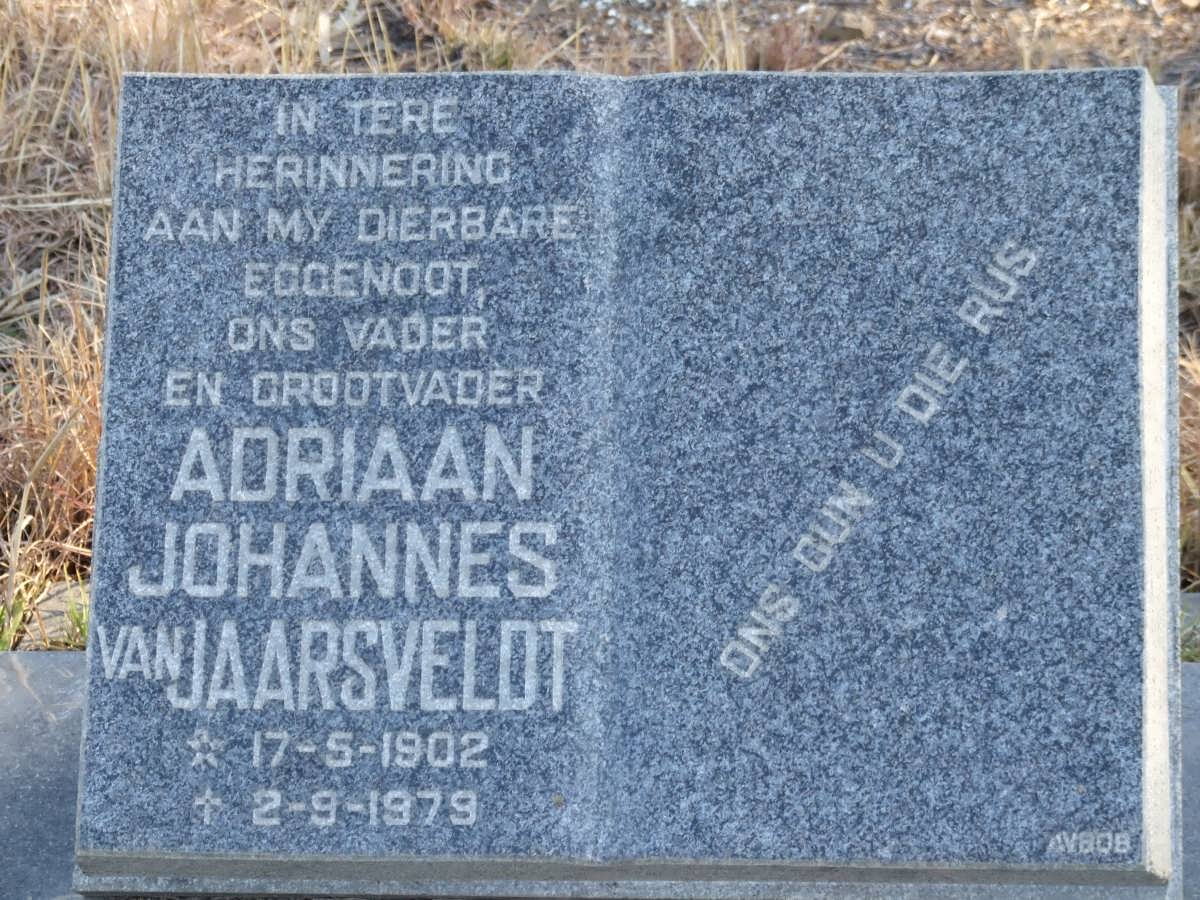 IN TERE
HERINNERING
AAN MY DIERBARE
EGGENOOT,
ONS VADER
EN GROOTVADER
ADRIAAN
JOHANNES
VAN JAARSVELDT
☆ 17-5-1902
✝ 2-9-1979
ONS GUN U DIE RUS
AVBOB